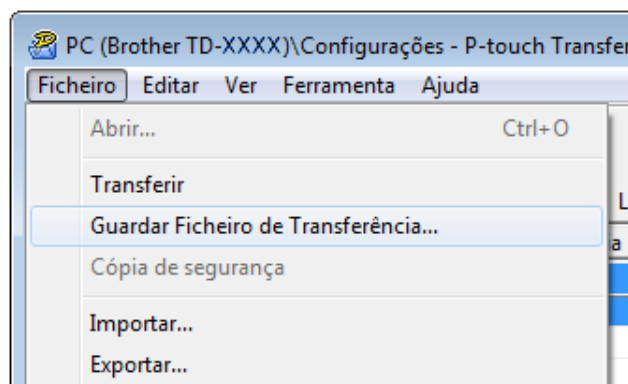 PC (Brother TD-XXXX)\Configurações - P-touch Transfer
Ficheiro Editar Ver Ferramenta Ajuda
Abrir... Ctrl+O
Transferir
Guardar Ficheiro de Transferência...
Cópia de segurança
Importar...
Exportar...